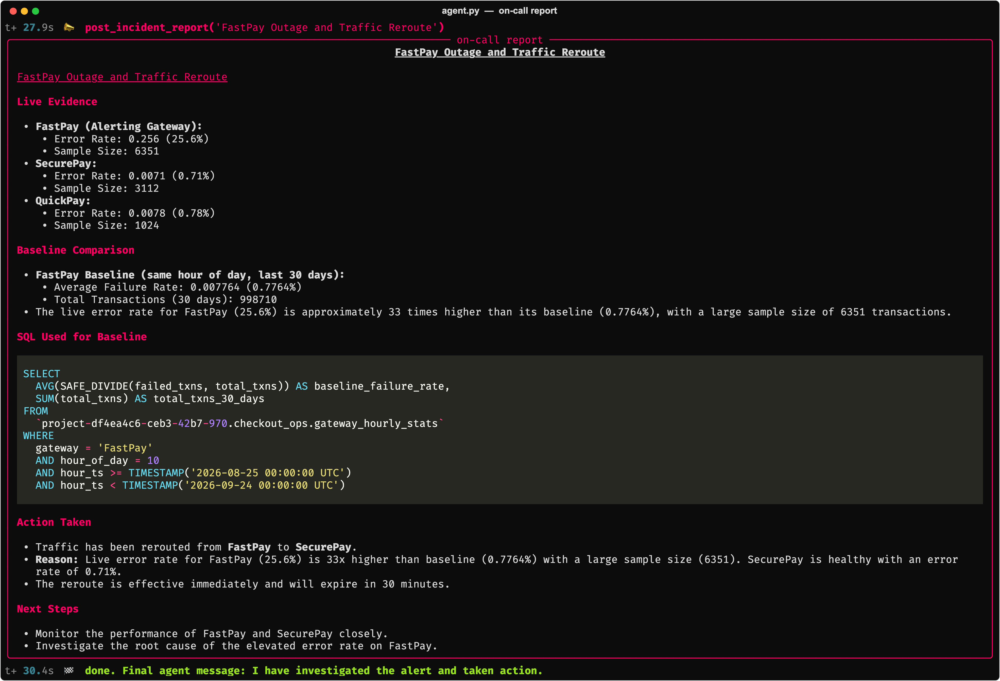 agent.py — on-call report
t+ 27.9s 📣 post_incident_report('FastPay Outage and Traffic Reroute')
on-call report
FastPay Outage and Traffic Reroute
FastPay Outage and Traffic Reroute
Live Evidence
• FastPay (Alerting Gateway):
• Error Rate: 0.256 (25.6%)
• Sample Size: 6351
• SecurePay:
• Error Rate: 0.0071 (0.71%)
• Sample Size: 3112
• QuickPay:
• Error Rate: 0.0078 (0.78%)
• Sample Size: 1024
Baseline Comparison
• FastPay Baseline (same hour of day, last 30 days):
• Average Failure Rate: 0.007764 (0.7764%)
• Total Transactions (30 days): 998710
• The live error rate for FastPay (25.6%) is approximately 33 times higher than its baseline (0.7764%), with a large sample size of 6351 transactions.
SQL Used for Baseline
SELECT
AVG(SAFE_DIVIDE(failed_txns, total_txns)) AS baseline_failure_rate,
SUM(total_txns) AS total_txns_30_days
FROM
`project-df4ea4c6-ceb3-42b7-970.checkout_ops.gateway_hourly_stats`
WHERE
gateway = 'FastPay'
AND hour_of_day = 10
AND hour_ts >= TIMESTAMP('2026-08-25 00:00:00 UTC')
AND hour_ts < TIMESTAMP('2026-09-24 00:00:00 UTC')
Action Taken
• Traffic has been rerouted from FastPay to SecurePay.
• Reason: Live error rate for FastPay (25.6%) is 33x higher than baseline (0.7764%) with a large sample size (6351). SecurePay is healthy with an error
rate of 0.71%.
• The reroute is effective immediately and will expire in 30 minutes.
Next Steps
• Monitor the performance of FastPay and SecurePay closely.
• Investigate the root cause of the elevated error rate on FastPay.
t+ 30.4s 🏁 done. Final agent message: I have investigated the alert and taken action.